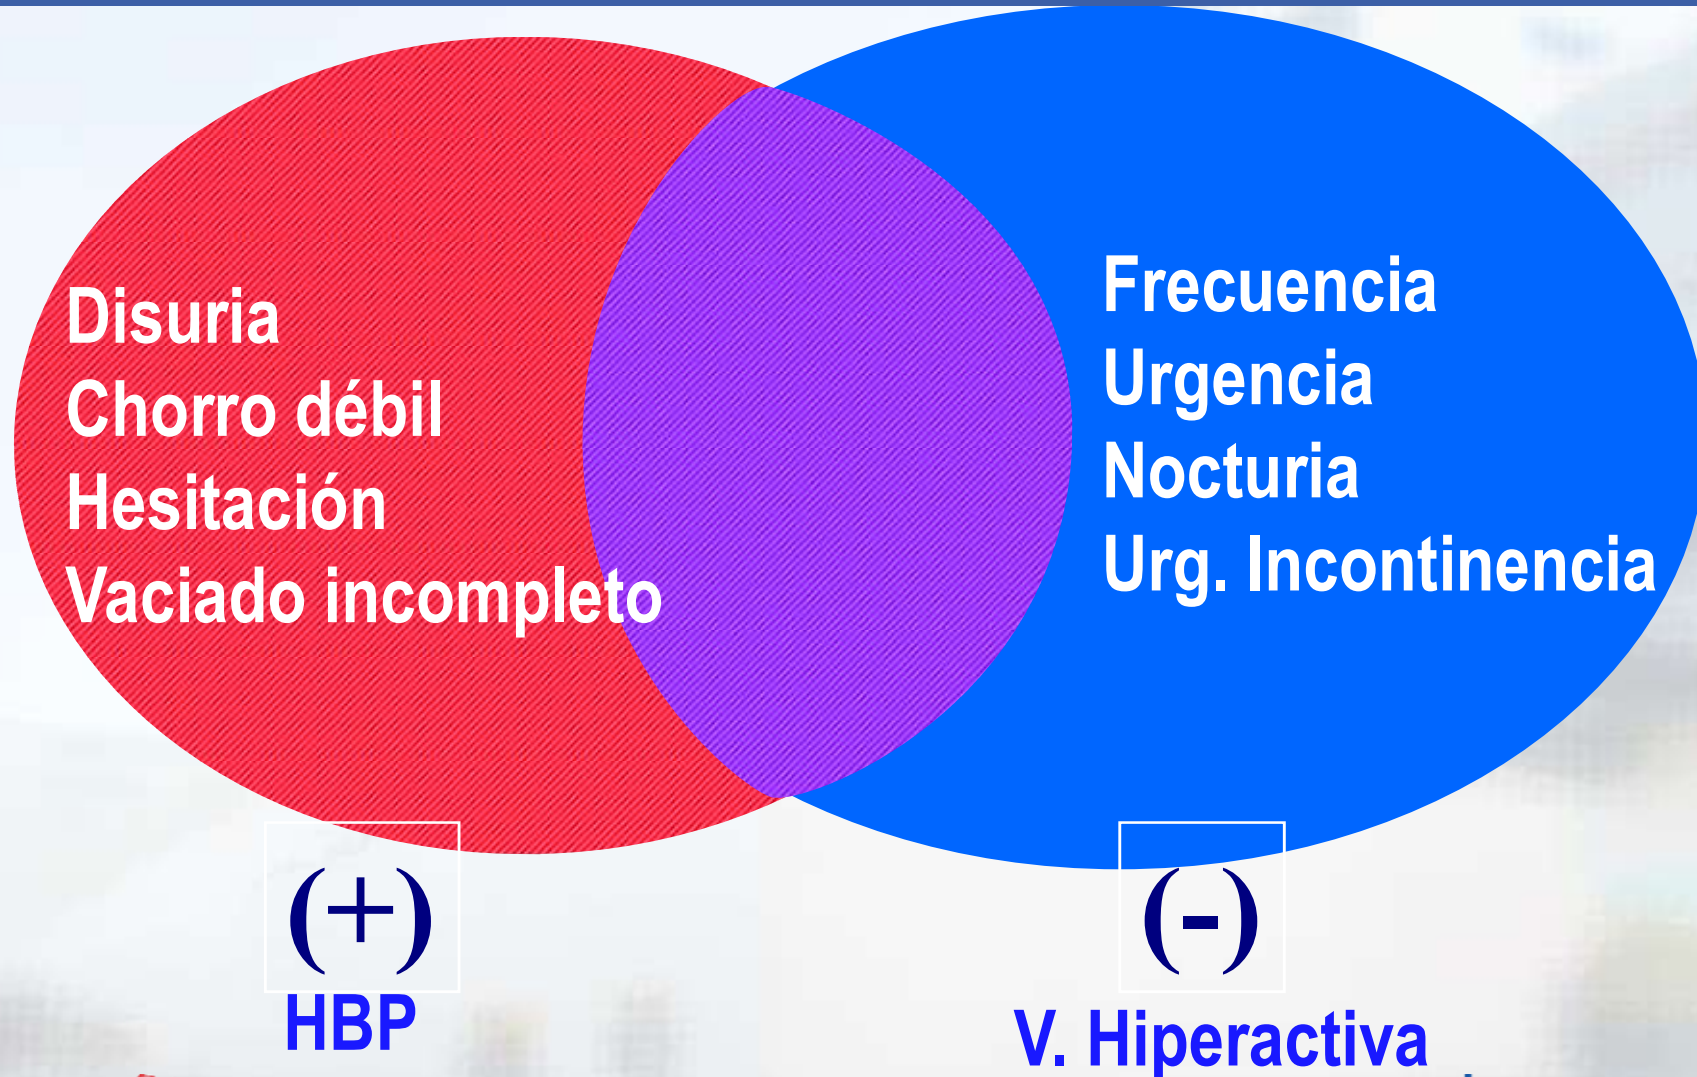 Disuria
Chorro débil
Hesitación
Vaciado incompleto
Frecuencia
Urgencia
Nocturia
Urg. Incontinencia
(+)
HBP
(-)
V. Hiperactiva